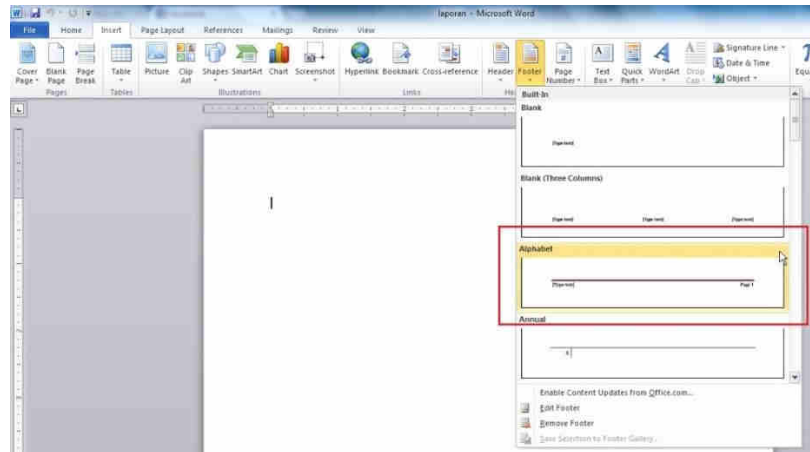 laporan - Microsoft Word
File Home Insert Page Layout References Mailings Review View
Cover Page Blank Page Page Break Table Picture Clip Art Shapes SmartArt Chart Screenshot Hyperlink Bookmark Cross-reference Header Footer Page Number Text Box Quick Parts WordArt Drop Cap Signature Line
Date & Time
Object
Pages Tables Illustrations Links
Built-In
Blank
[Type text]
Blank (Three Columns)
[Type text] [Type text] [Type text]
Alphabet
[Type text] Page 1
Annual
Enable Content Updates from Office.com...
Edit Footer
Remove Footer
Save Selection to Footer Gallery...